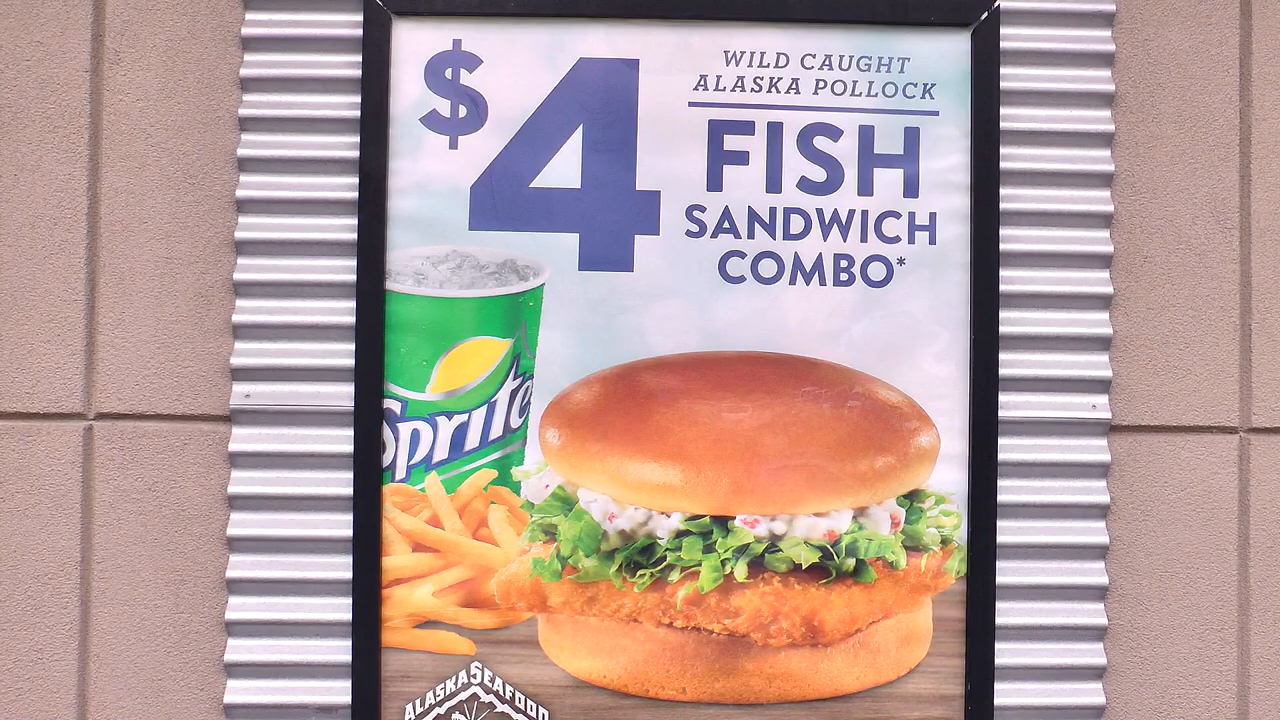 $4
WILD CAUGHT
ALASKA POLLOCK
FISH
SANDWICH
COMBO*
Sprite
ALASKA SEAFOOD